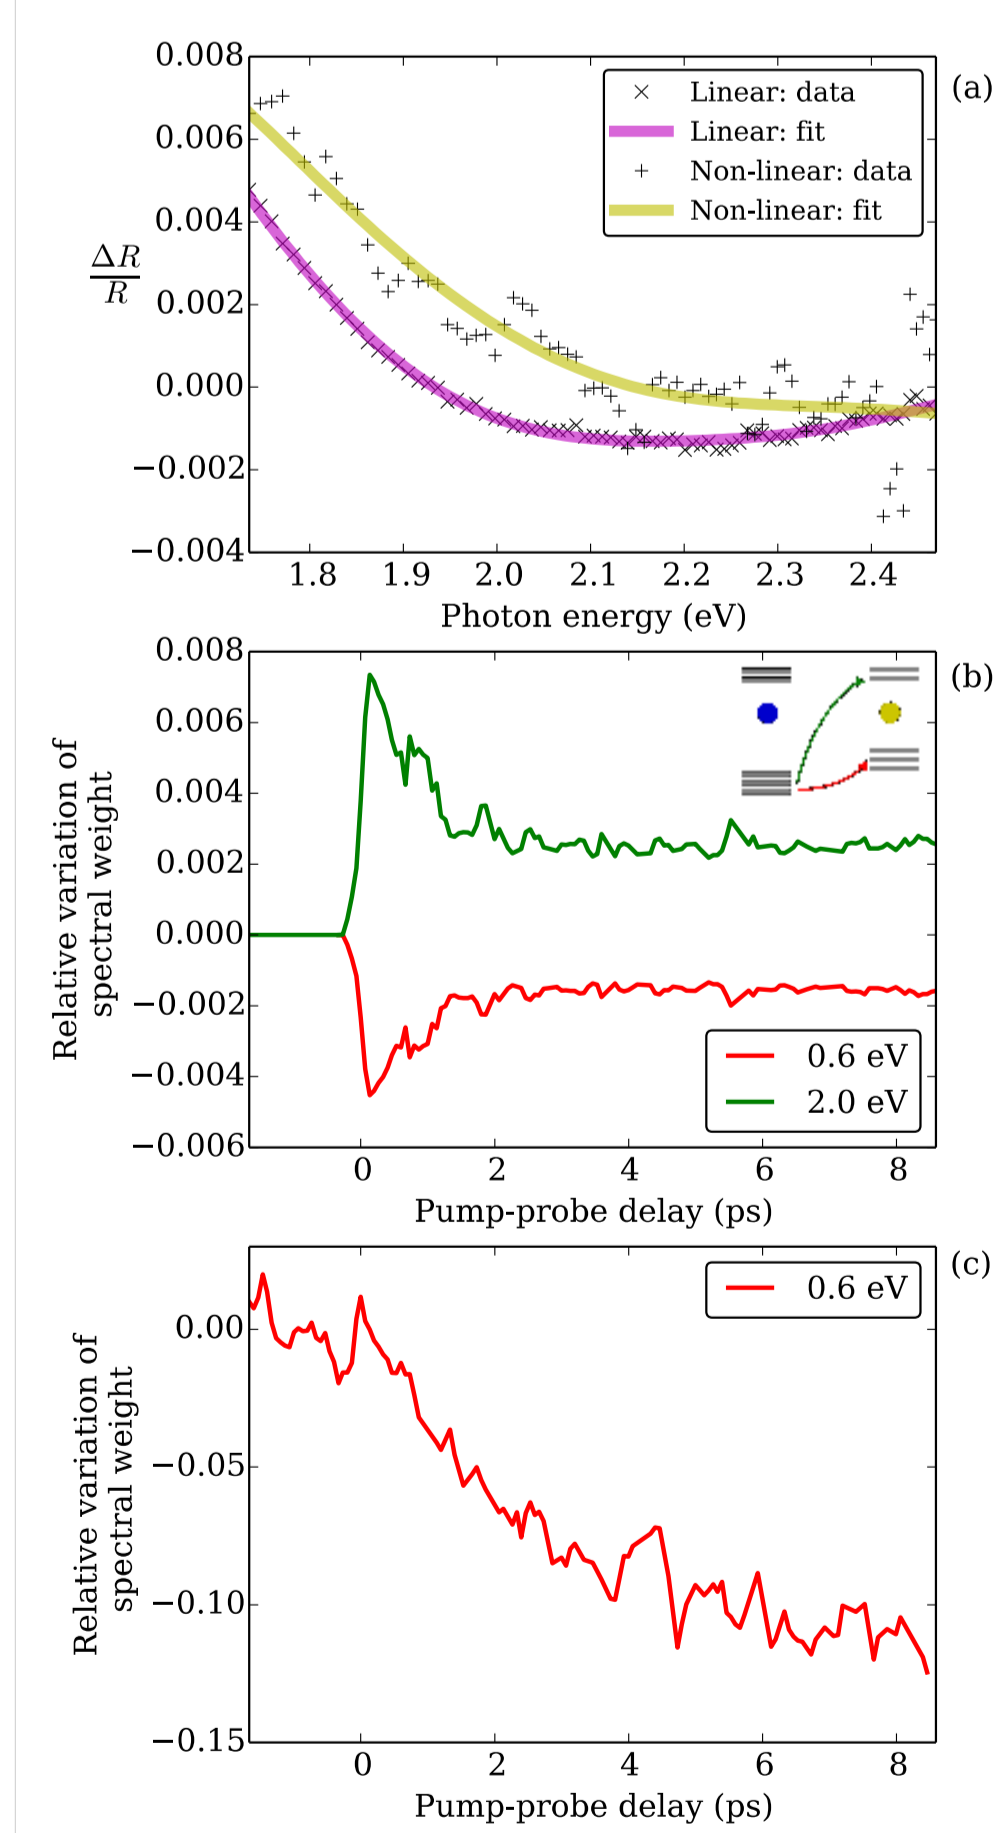 (a)
0.008
0.006
0.004
0.002
0.000
−0.002
−0.004
ΔR
R
Linear: data
Linear: fit
Non-linear: data
Non-linear: fit
1.8 1.9 2.0 2.1 2.2 2.3 2.4
Photon energy (eV)
(b)
0.008
0.006
0.004
0.002
0.000
−0.002
−0.004
−0.006
Relative variation of
spectral weight
0.6 eV
2.0 eV
0 2 4 6 8
Pump-probe delay (ps)
(c)
0.00
−0.05
−0.10
−0.15
Relative variation of
spectral weight
0.6 eV
0 2 4 6 8
Pump-probe delay (ps)